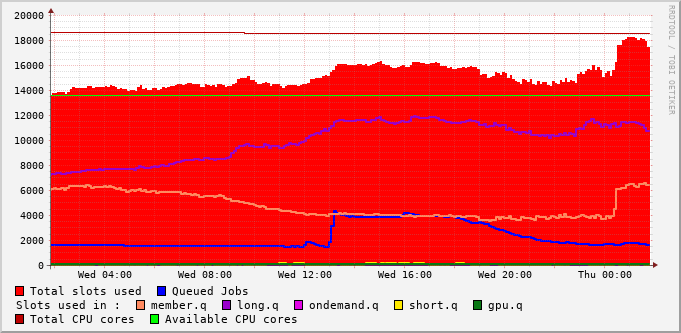 20000
18000
16000
14000
12000
10000
8000
6000
4000
2000
0
Wed 04:00 Wed 08:00 Wed 12:00 Wed 16:00 Wed 20:00 Thu 00:00
RRDTOOL / TOBI OETIKER
Total slots used Queued Jobs
Slots used in : member.q long.q ondemand.q short.q gpu.q
Total CPU cores Available CPU cores